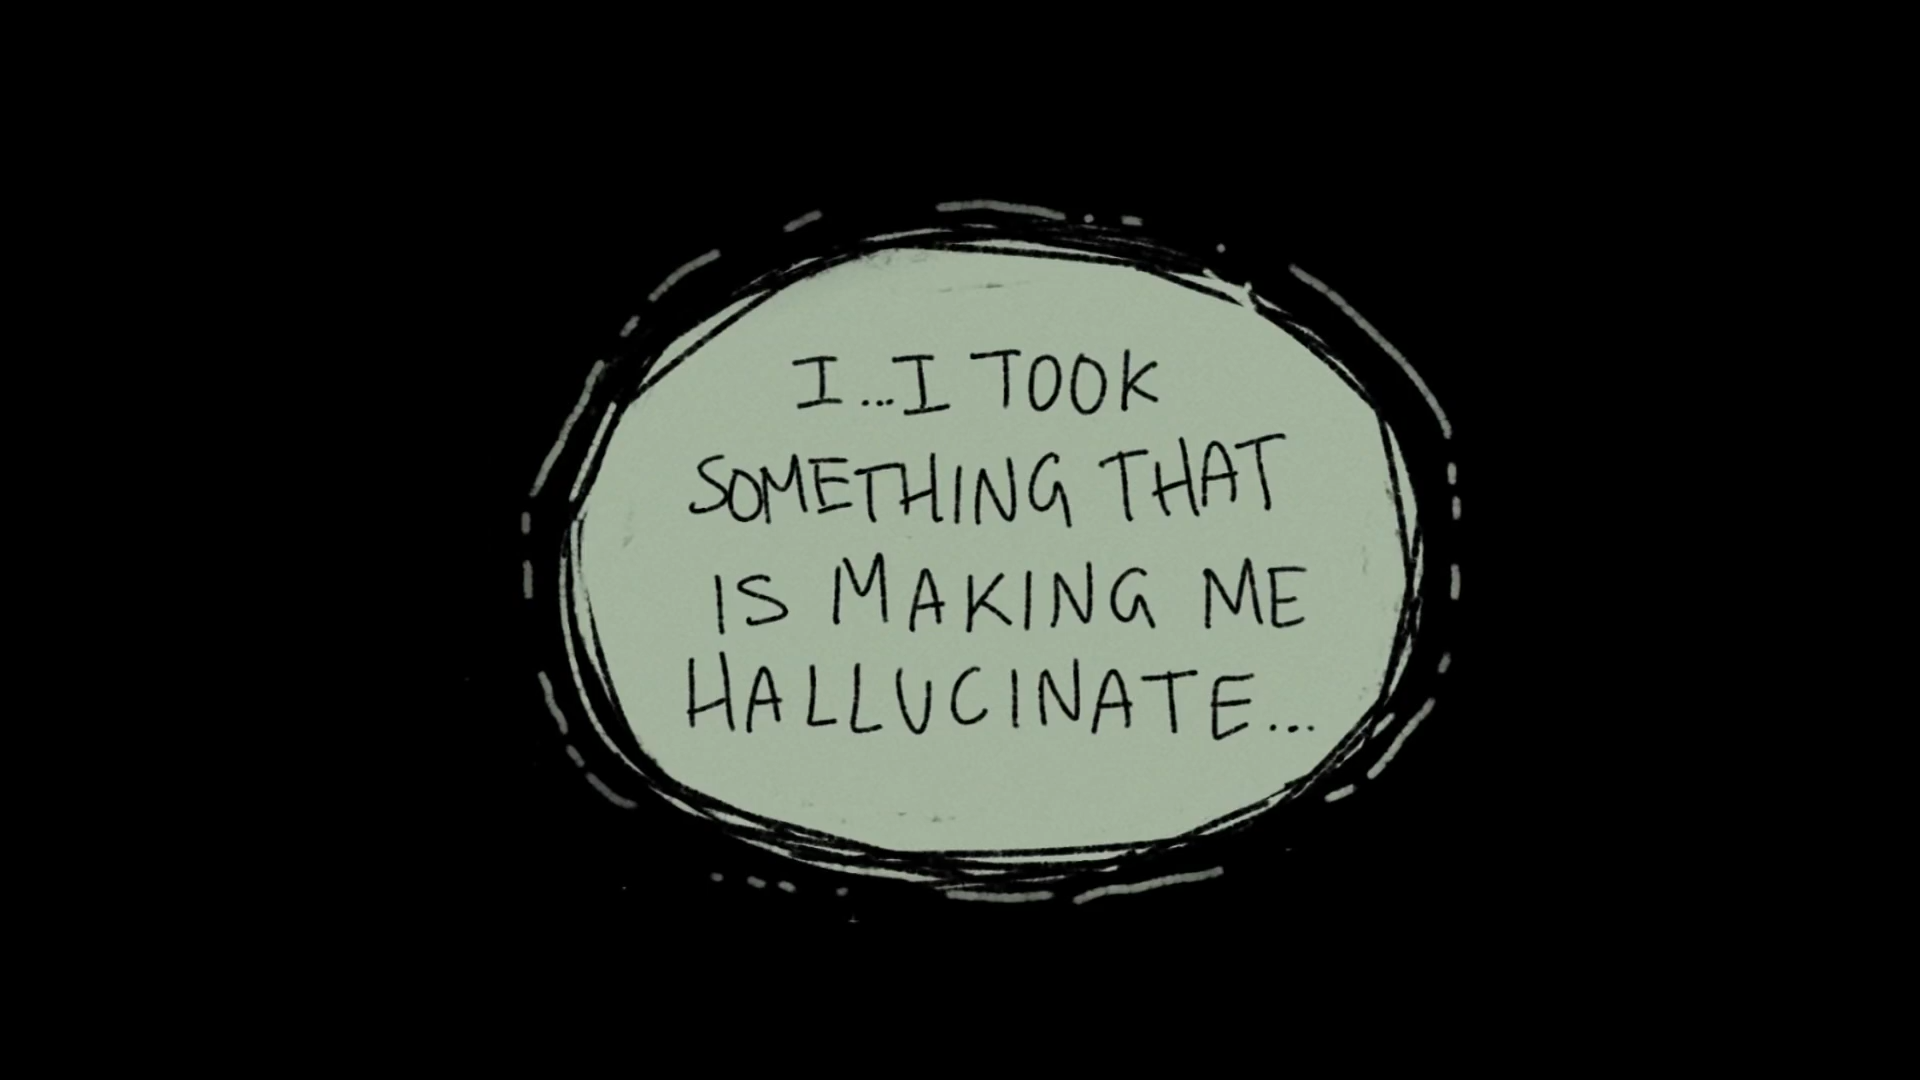 I...I TOOK
SOMETHING THAT
IS MAKING ME
HALLUCINATE...